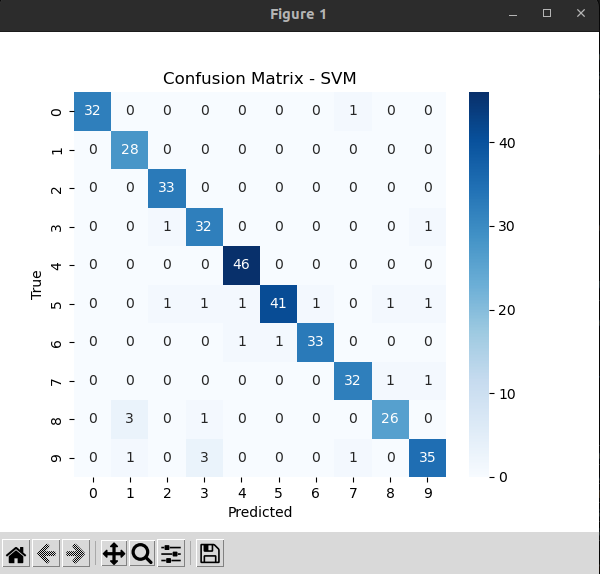 Figure 1
Confusion Matrix - SVM
0 32 0 0 0 0 0 0 1 0 0
1 0 28 0 0 0 0 0 0 0 0
2 0 0 33 0 0 0 0 0 0 0
3 0 0 1 32 0 0 0 0 0 1
4 0 0 0 0 46 0 0 0 0 0
5 0 0 1 1 1 41 1 0 1 1
6 0 0 0 0 1 1 33 0 0 0
7 0 0 0 0 0 0 0 32 1 1
8 0 3 0 1 0 0 0 0 26 0
9 0 1 0 3 0 0 0 1 0 35
0 1 2 3 4 5 6 7 8 9
Predicted
True
40
30
20
10
0